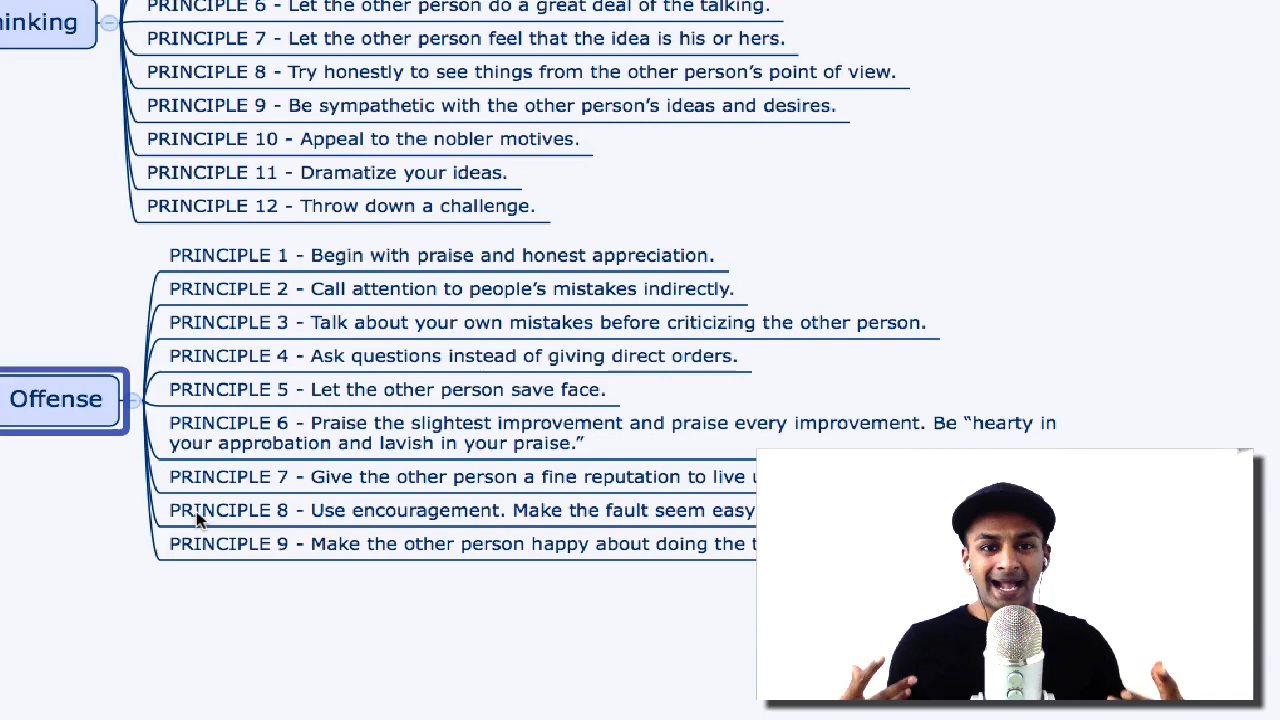 PRINCIPLE 6 - Let the other person do a great deal of the talking.
PRINCIPLE 7 - Let the other person feel that the idea is his or hers.
PRINCIPLE 8 - Try honestly to see things from the other person’s point of view.
PRINCIPLE 9 - Be sympathetic with the other person’s ideas and desires.
PRINCIPLE 10 - Appeal to the nobler motives.
PRINCIPLE 11 - Dramatize your ideas.
PRINCIPLE 12 - Throw down a challenge.
PRINCIPLE 1 - Begin with praise and honest appreciation.
PRINCIPLE 2 - Call attention to people’s mistakes indirectly.
PRINCIPLE 3 - Talk about your own mistakes before criticizing the other person.
PRINCIPLE 4 - Ask questions instead of giving direct orders.
PRINCIPLE 5 - Let the other person save face.
Offense
PRINCIPLE 6 - Praise the slightest improvement and praise every improvement. Be “hearty in
your approbation and lavish in your praise.”
PRINCIPLE 7 - Give the other person a fine reputation to live
PRINCIPLE 8 - Use encouragement. Make the fault seem easy
PRINCIPLE 9 - Make the other person happy about doing the